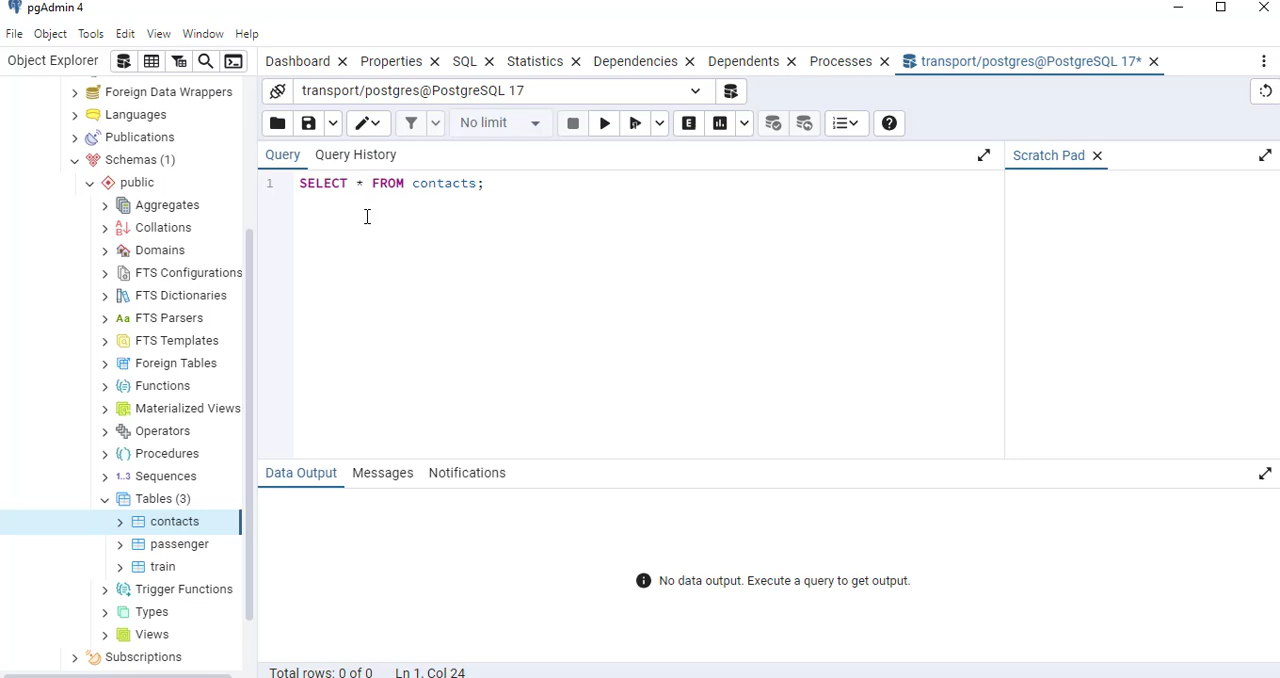 pgAdmin 4
File Object Tools Edit View Window Help
Object Explorer
Dashboard Properties SQL Statistics Dependencies Dependents Processes transport/postgres@PostgreSQL 17*
transport/postgres@PostgreSQL 17
No limit
E
Query Query History
Scratch Pad
1 SELECT * FROM contacts;
Foreign Data Wrappers
Languages
Publications
Schemas (1)
public
Aggregates
Collations
Domains
FTS Configurations
FTS Dictionaries
Aa FTS Parsers
FTS Templates
Foreign Tables
Functions
Materialized Views
Operators
Procedures
1..3 Sequences
Tables (3)
contacts
passenger
train
Trigger Functions
Types
Views
Subscriptions
Data Output Messages Notifications
No data output. Execute a query to get output.
Total rows: 0 of 0 Ln 1, Col 24